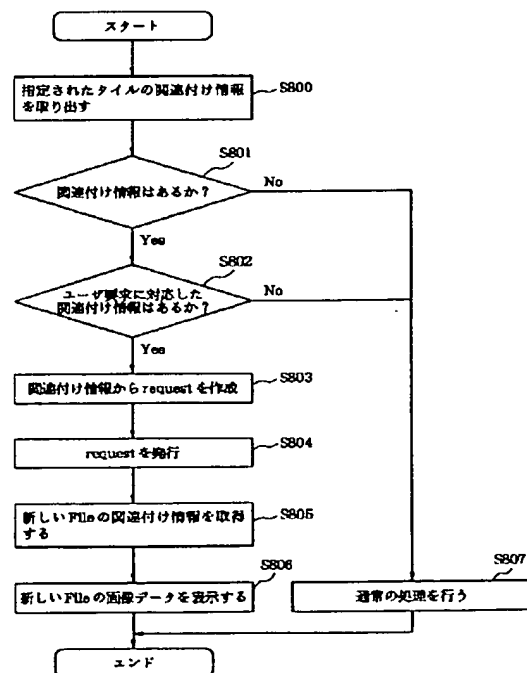 スタート
指定されたタイルの関連付け情報
を取り出す
S800
S801
関連付け情報はあるか？
No
Yes
S802
ユーザ要求に対応した
関連付け情報はあるか？
No
Yes
関連付け情報からrequestを作成
S803
requestを発行
S804
新しいFileの関連付け情報を取得
する
S805
新しいFileの画像データを表示する
S806
通常の処理を行う
S807
エンド